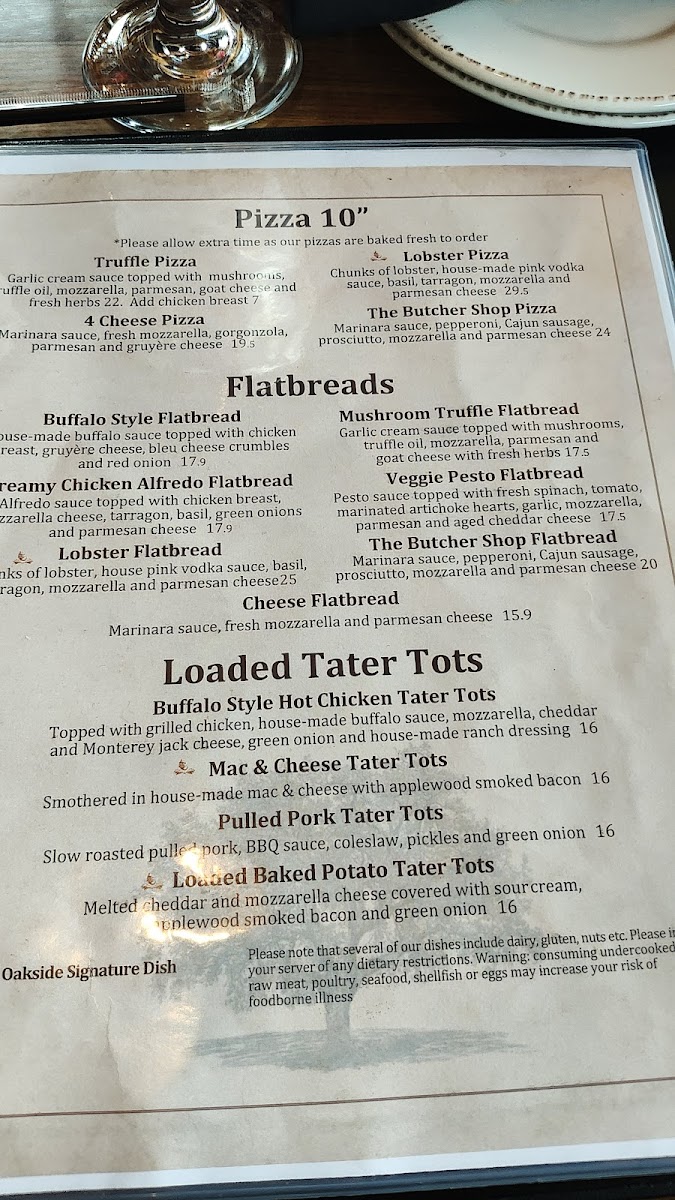 Pizza 10"
*Please allow extra time as our pizzas are baked fresh to order
Truffle Pizza
Garlic cream sauce topped with mushrooms,
oil, mozzarella, parmesan, goat cheese and
fresh herbs 22. Add chicken breast 7
4 Cheese Pizza
Marinara sauce, fresh mozzarella, gorgonzola,
parmesan and gruyère cheese 19.5
Lobster Pizza
Chunks of lobster, house-made pink vodka
sauce, basil, tarragon, mozzarella and
parmesan cheese 29.5
The Butcher Shop Pizza
Marinara sauce, pepperoni, Cajun sausage,
prosciutto, mozzarella and parmesan cheese 24
Flatbreads
Buffalo Style Flatbread
buffalo sauce topped with chicken
gruyère cheese, bleu cheese crumbles
and red onion 17.9
Chicken Alfredo Flatbread
Alfredo sauce topped with chicken breast,
cheese, tarragon, basil, green onions
and parmesan cheese 17.9
Lobster Flatbread
of lobster, house pink vodka sauce, basil,
mozzarella and parmesan cheese25
Mushroom Truffle Flatbread
Garlic cream sauce topped with mushrooms,
truffle oil, mozzarella, parmesan and
goat cheese with fresh herbs 17.5
Veggie Pesto Flatbread
Pesto sauce topped with fresh spinach, tomato,
marinated artichoke hearts, garlic, mozzarella,
parmesan and aged cheddar cheese 17.5
The Butcher Shop Flatbread
Marinara sauce, pepperoni, Cajun sausage,
prosciutto, mozzarella and parmesan cheese 20
Cheese Flatbread
Marinara sauce, fresh mozzarella and parmesan cheese 15.9
Loaded Tater Tots
Buffalo Style Hot Chicken Tater Tots
Topped with grilled chicken, house-made buffalo sauce, mozzarella, cheddar
and Monterey jack cheese, green onion and house-made ranch dressing 16
Mac & Cheese Tater Tots
Smothered in house-made mac & cheese with applewood smoked bacon 16
Pulled Pork Tater Tots
Slow roasted pulled pork, BBQ sauce, coleslaw, pickles and green onion 16
Loaded Baked Potato Tater Tots
Melted cheddar and mozzarella cheese covered with sour cream,
applewood smoked bacon and green onion 16
Oakside Signature Dish
Please note that several of our dishes include dairy, gluten, nuts etc. Please
your server of any dietary restrictions. Warning: consuming undercooked
raw meat, poultry, seafood, shellfish or eggs may increase your risk of
foodborne illness